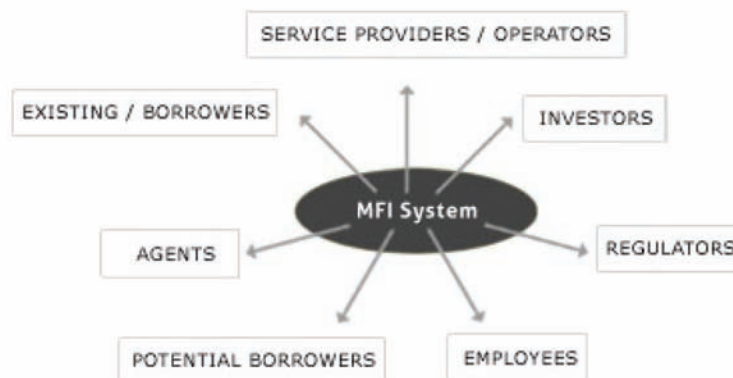 SERVICE PROVIDERS / OPERATORS
EXISTING / BORROWERS
INVESTORS
MFI System
AGENTS
REGULATORS
POTENTIAL BORROWERS
EMPLOYEES